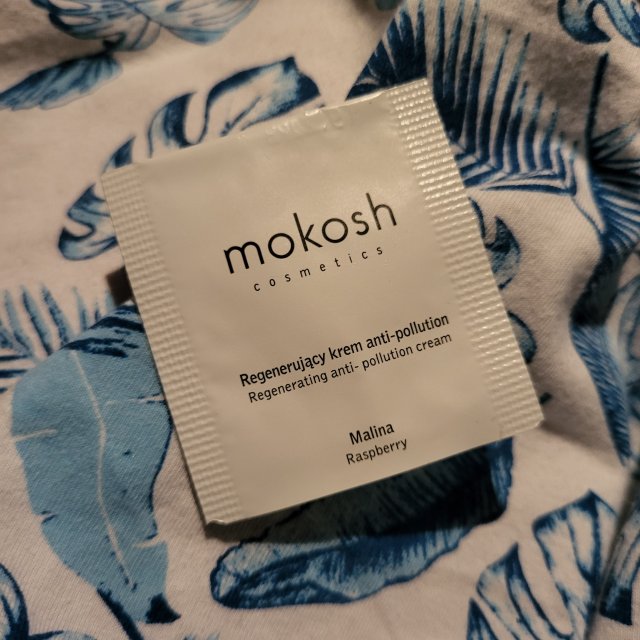 mokosh
cosmetics
Regenerujący krem anti-pollution
Regenerating anti- pollution cream
Malina
Raspberry